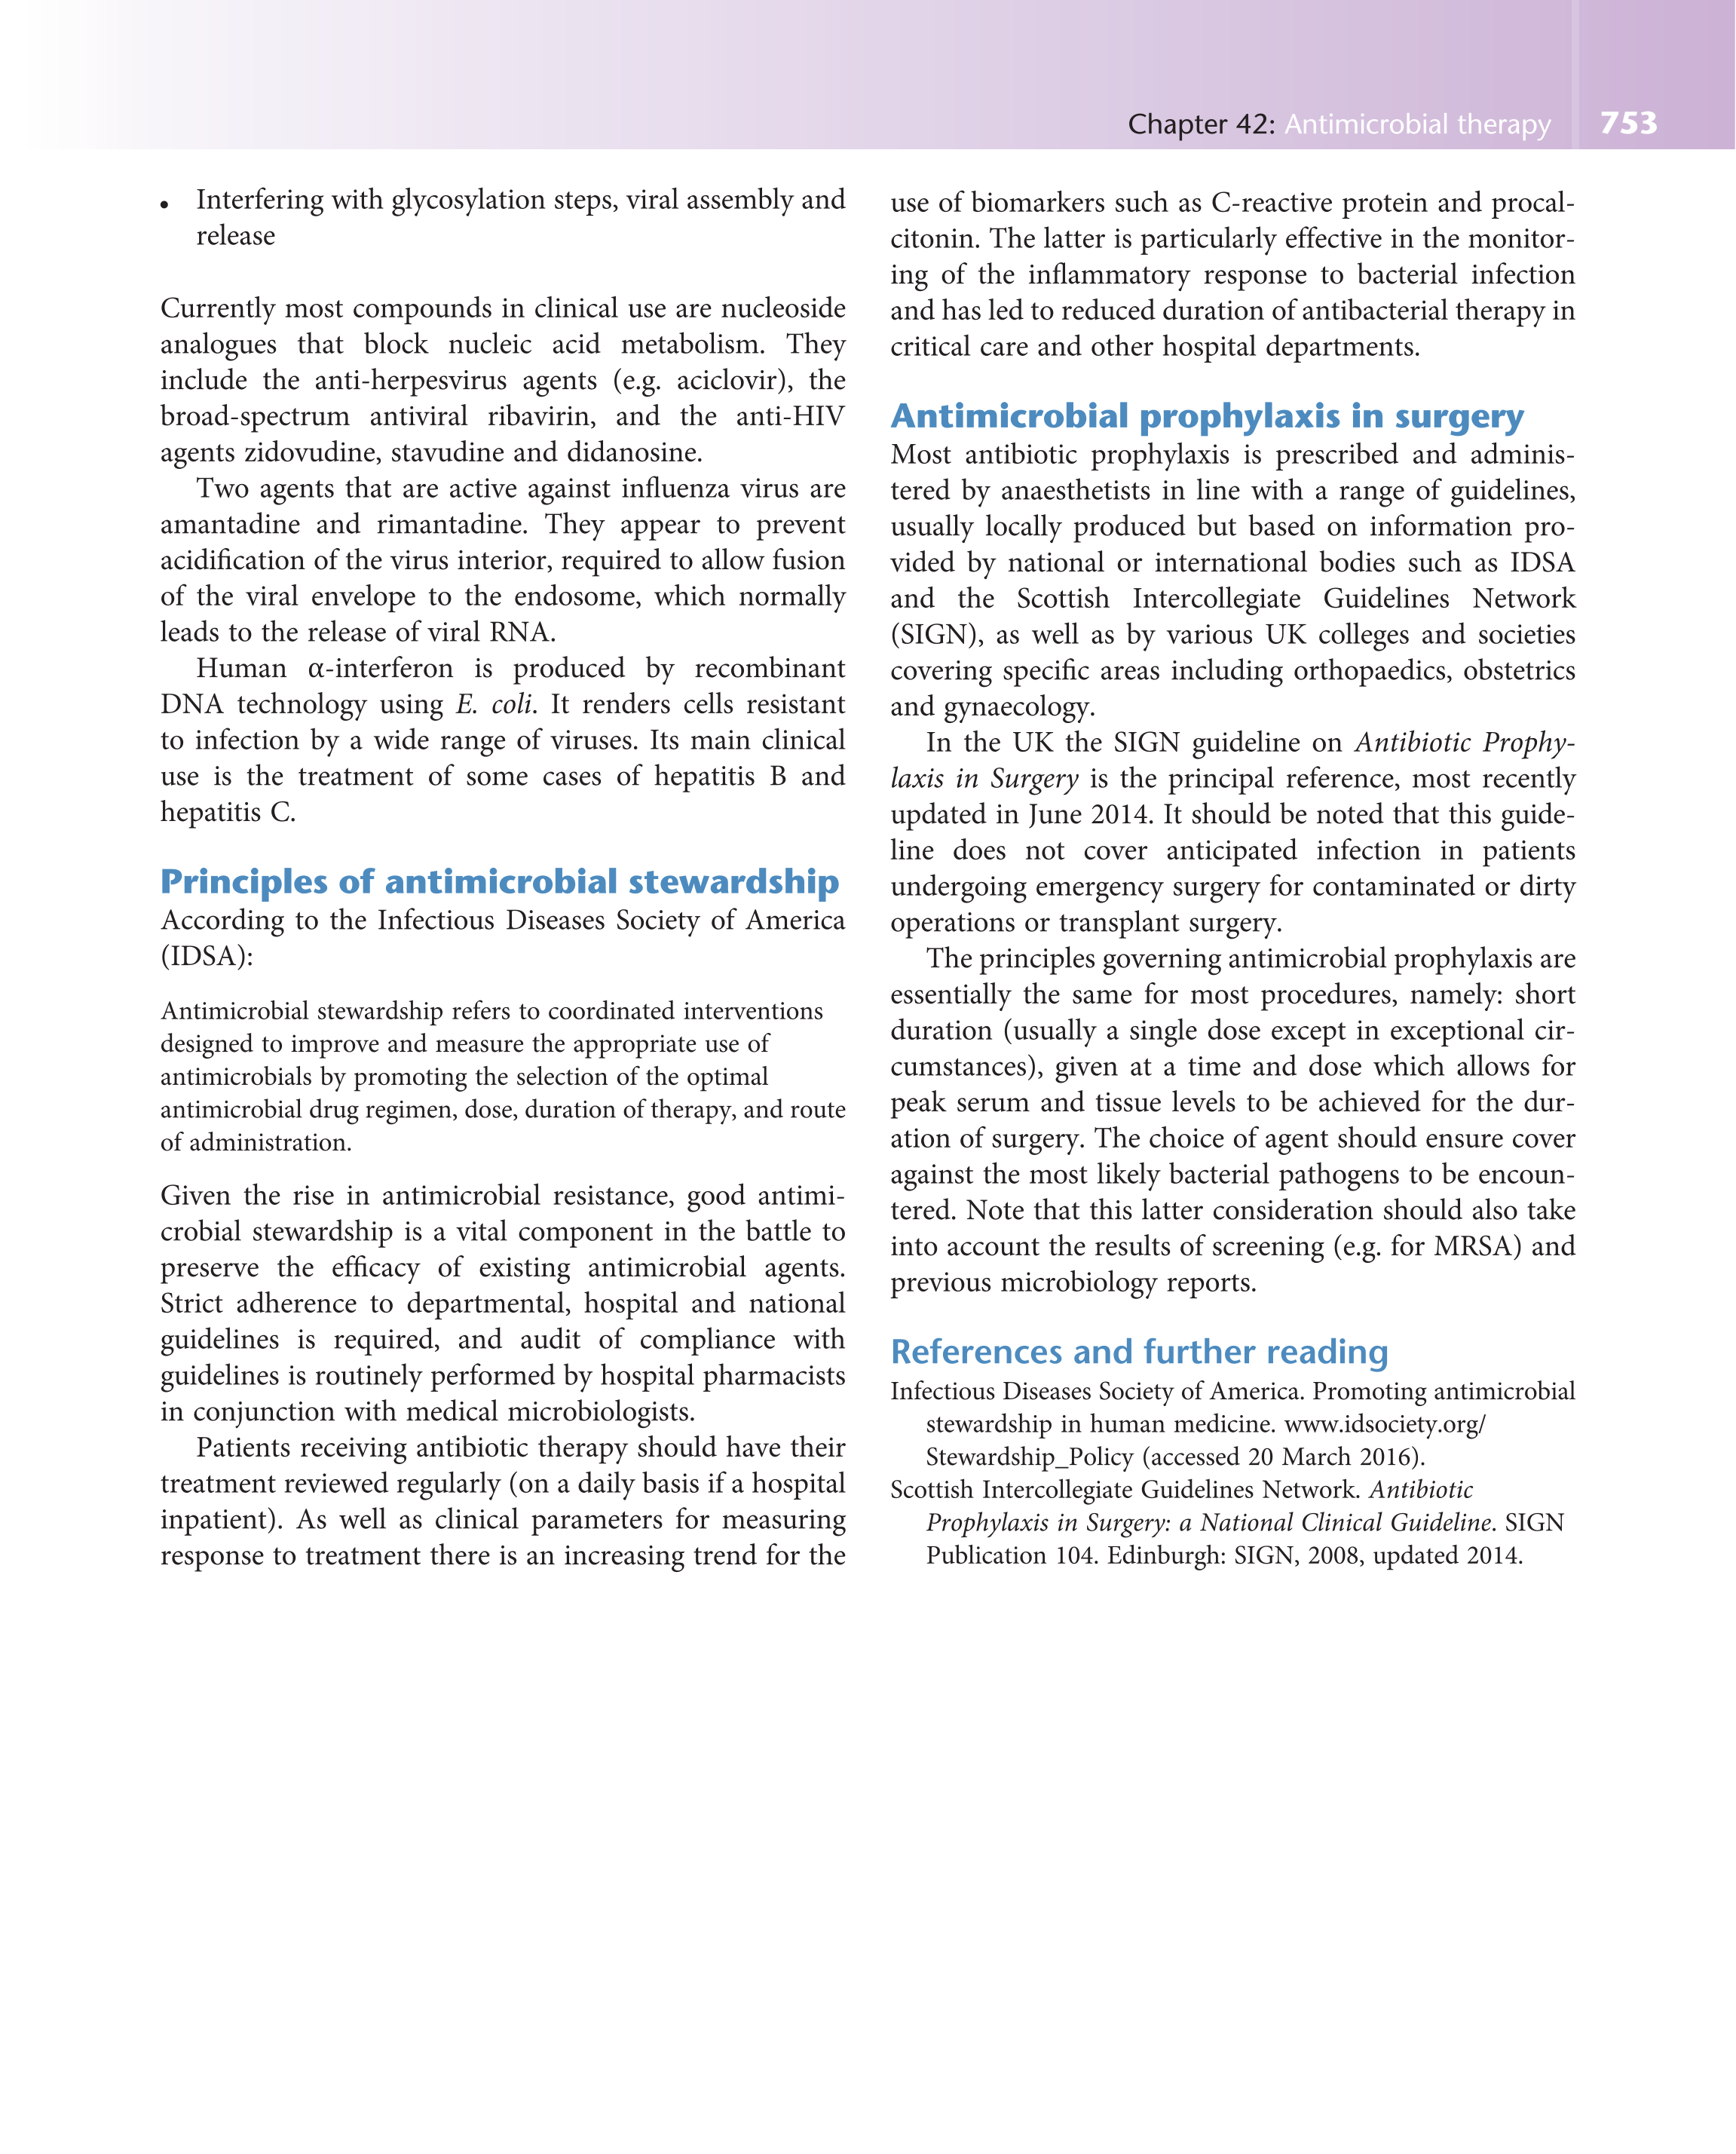 Chapter 42: Antimicrobial therapy 753
• Interfering with glycosylation steps, viral assembly and
release
Currently most compounds in clinical use are nucleoside
analogues that block nucleic acid metabolism. They
include the anti-herpesvirus agents (e.g. aciclovir), the
broad-spectrum antiviral ribavirin, and the anti-HIV
agents zidovudine, stavudine and didanosine.
Two agents that are active against influenza virus are
amantadine and rimantadine. They appear to prevent
acidification of the virus interior, required to allow fusion
of the viral envelope to the endosome, which normally
leads to the release of viral RNA.
Human α-interferon is produced by recombinant
DNA technology using E. coli. It renders cells resistant
to infection by a wide range of viruses. Its main clinical
use is the treatment of some cases of hepatitis B and
hepatitis C.
Principles of antimicrobial stewardship
According to the Infectious Diseases Society of America
(IDSA):
Antimicrobial stewardship refers to coordinated interventions
designed to improve and measure the appropriate use of
antimicrobials by promoting the selection of the optimal
antimicrobial drug regimen, dose, duration of therapy, and route
of administration.
Given the rise in antimicrobial resistance, good antimi-
crobial stewardship is a vital component in the battle to
preserve the efficacy of existing antimicrobial agents.
Strict adherence to departmental, hospital and national
guidelines is required, and audit of compliance with
guidelines is routinely performed by hospital pharmacists
in conjunction with medical microbiologists.
Patients receiving antibiotic therapy should have their
treatment reviewed regularly (on a daily basis if a hospital
inpatient). As well as clinical parameters for measuring
response to treatment there is an increasing trend for the
use of biomarkers such as C-reactive protein and procal-
citonin. The latter is particularly effective in the monitor-
ing of the inflammatory response to bacterial infection
and has led to reduced duration of antibacterial therapy in
critical care and other hospital departments.
Antimicrobial prophylaxis in surgery
Most antibiotic prophylaxis is prescribed and adminis-
tered by anaesthetists in line with a range of guidelines,
usually locally produced but based on information pro-
vided by national or international bodies such as IDSA
and the Scottish Intercollegiate Guidelines Network
(SIGN), as well as by various UK colleges and societies
covering specific areas including orthopaedics, obstetrics
and gynaecology.
In the UK the SIGN guideline on Antibiotic Prophy-
laxis in Surgery is the principal reference, most recently
updated in June 2014. It should be noted that this guide-
line does not cover anticipated infection in patients
undergoing emergency surgery for contaminated or dirty
operations or transplant surgery.
The principles governing antimicrobial prophylaxis are
essentially the same for most procedures, namely: short
duration (usually a single dose except in exceptional cir-
cumstances), given at a time and dose which allows for
peak serum and tissue levels to be achieved for the dur-
ation of surgery. The choice of agent should ensure cover
against the most likely bacterial pathogens to be encoun-
tered. Note that this latter consideration should also take
into account the results of screening (e.g. for MRSA) and
previous microbiology reports.
References and further reading
Infectious Diseases Society of America. Promoting antimicrobial
stewardship in human medicine. www.idsociety.org/
Stewardship_Policy (accessed 20 March 2016).
Scottish Intercollegiate Guidelines Network. Antibiotic
Prophylaxis in Surgery: a National Clinical Guideline. SIGN
Publication 104. Edinburgh: SIGN, 2008, updated 2014.